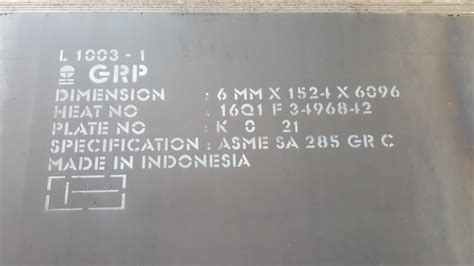 L 1003 - 1
GRP
DIMENSION : 6 MM X 1524 X 6096
HEAT NO : 16Q1 F 3496842
PLATE NO : K 0 21
SPECIFICATION : ASME SA 285 GR C
MADE IN INDONESIA